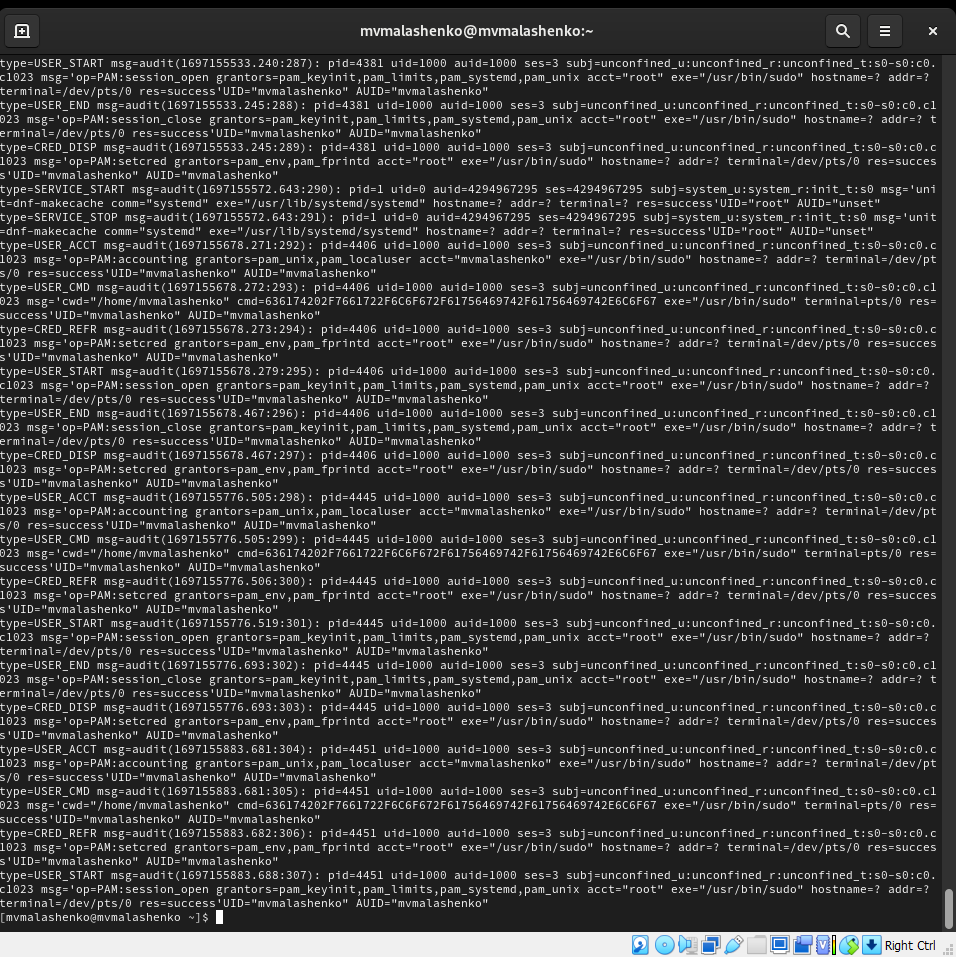 mvmalashenko@mvmalashenko:~
type=USER_START msg=audit(1697155533.240:287): pid=4381 uid=1000 auid=1000 ses=3 subj=unconfined_u:unconfined_r:unconfined_t:s0-s0:c0.
c1023 msg='op=PAM:session_open grantors=pam_keyinit,pam_limits,pam_systemd,pam_unix acct="root" exe="/usr/bin/sudo" hostname=? addr=?
terminal=/dev/pts/0 res=success'UID="mvmalashenko" AUID="mvmalashenko"
type=USER_END msg=audit(1697155533.245:288): pid=4381 uid=1000 auid=1000 ses=3 subj=unconfined_u:unconfined_r:unconfined_t:s0-s0:c0.c1
023 msg='op=PAM:session_close grantors=pam_keyinit,pam_limits,pam_systemd,pam_unix acct="root" exe="/usr/bin/sudo" hostname=? addr=? t
erminal=/dev/pts/0 res=success'UID="mvmalashenko" AUID="mvmalashenko"
type=CRED_DISP msg=audit(1697155533.245:289): pid=4381 uid=1000 auid=1000 ses=3 subj=unconfined_u:unconfined_r:unconfined_t:s0-s0:c0.c
1023 msg='op=PAM:setcred grantors=pam_env,pam_fprintd acct="root" exe="/usr/bin/sudo" hostname=? addr=? terminal=/dev/pts/0 res=succes
s'UID="mvmalashenko" AUID="mvmalashenko"
type=SERVICE_START msg=audit(1697155572.643:290): pid=1 uid=0 auid=4294967295 ses=4294967295 subj=system_u:system_r:init_t:s0 msg='uni
t=dnf-makecache comm="systemd" exe="/usr/lib/systemd/systemd" hostname=? addr=? terminal=? res=success'UID="root" AUID="unset"
type=SERVICE_STOP msg=audit(1697155572.643:291): pid=1 uid=0 auid=4294967295 ses=4294967295 subj=system_u:system_r:init_t:s0 msg='unit
=dnf-makecache comm="systemd" exe="/usr/lib/systemd/systemd" hostname=? addr=? terminal=? res=success'UID="root" AUID="unset"
type=USER_ACCT msg=audit(1697155678.271:292): pid=4406 uid=1000 auid=1000 ses=3 subj=unconfined_u:unconfined_r:unconfined_t:s0-s0:c0.c
1023 msg='op=PAM:accounting grantors=pam_unix,pam_localuser acct="mvmalashenko" exe="/usr/bin/sudo" hostname=? addr=? terminal=/dev/pt
s/0 res=success'UID="mvmalashenko" AUID="mvmalashenko"
type=USER_CMD msg=audit(1697155678.272:293): pid=4406 uid=1000 auid=1000 ses=3 subj=unconfined_u:unconfined_r:unconfined_t:s0-s0:c0.c1
023 msg='cwd="/home/mvmalashenko" cmd=636174202F7661722F6C6F672F61756469742F61756469742E6C6F67 exe="/usr/bin/sudo" terminal=pts/0 res=
success'UID="mvmalashenko" AUID="mvmalashenko"
type=CRED_REFR msg=audit(1697155678.273:294): pid=4406 uid=1000 auid=1000 ses=3 subj=unconfined_u:unconfined_r:unconfined_t:s0-s0:c0.c
1023 msg='op=PAM:setcred grantors=pam_env,pam_fprintd acct="root" exe="/usr/bin/sudo" hostname=? addr=? terminal=/dev/pts/0 res=succes
s'UID="mvmalashenko" AUID="mvmalashenko"
type=USER_START msg=audit(1697155678.279:295): pid=4406 uid=1000 auid=1000 ses=3 subj=unconfined_u:unconfined_r:unconfined_t:s0-s0:c0.
c1023 msg='op=PAM:session_open grantors=pam_keyinit,pam_limits,pam_systemd,pam_unix acct="root" exe="/usr/bin/sudo" hostname=? addr=?
terminal=/dev/pts/0 res=success'UID="mvmalashenko" AUID="mvmalashenko"
type=USER_END msg=audit(1697155678.467:296): pid=4406 uid=1000 auid=1000 ses=3 subj=unconfined_u:unconfined_r:unconfined_t:s0-s0:c0.c1
023 msg='op=PAM:session_close grantors=pam_keyinit,pam_limits,pam_systemd,pam_unix acct="root" exe="/usr/bin/sudo" hostname=? addr=? t
erminal=/dev/pts/0 res=success'UID="mvmalashenko" AUID="mvmalashenko"
type=CRED_DISP msg=audit(1697155678.467:297): pid=4406 uid=1000 auid=1000 ses=3 subj=unconfined_u:unconfined_r:unconfined_t:s0-s0:c0.c
1023 msg='op=PAM:setcred grantors=pam_env,pam_fprintd acct="root" exe="/usr/bin/sudo" hostname=? addr=? terminal=/dev/pts/0 res=succes
s'UID="mvmalashenko" AUID="mvmalashenko"
type=USER_ACCT msg=audit(1697155776.505:298): pid=4445 uid=1000 auid=1000 ses=3 subj=unconfined_u:unconfined_r:unconfined_t:s0-s0:c0.c
1023 msg='op=PAM:accounting grantors=pam_unix,pam_localuser acct="mvmalashenko" exe="/usr/bin/sudo" hostname=? addr=? terminal=/dev/pt
s/0 res=success'UID="mvmalashenko" AUID="mvmalashenko"
type=USER_CMD msg=audit(1697155776.505:299): pid=4445 uid=1000 auid=1000 ses=3 subj=unconfined_u:unconfined_r:unconfined_t:s0-s0:c0.c1
023 msg='cwd="/home/mvmalashenko" cmd=636174202F7661722F6C6F672F61756469742F61756469742E6C6F67 exe="/usr/bin/sudo" terminal=pts/0 res=
success'UID="mvmalashenko" AUID="mvmalashenko"
type=CRED_REFR msg=audit(1697155776.506:300): pid=4445 uid=1000 auid=1000 ses=3 subj=unconfined_u:unconfined_r:unconfined_t:s0-s0:c0.c
1023 msg='op=PAM:setcred grantors=pam_env,pam_fprintd acct="root" exe="/usr/bin/sudo" hostname=? addr=? terminal=/dev/pts/0 res=succes
s'UID="mvmalashenko" AUID="mvmalashenko"
type=USER_START msg=audit(1697155776.519:301): pid=4445 uid=1000 auid=1000 ses=3 subj=unconfined_u:unconfined_r:unconfined_t:s0-s0:c0.
c1023 msg='op=PAM:session_open grantors=pam_keyinit,pam_limits,pam_systemd,pam_unix acct="root" exe="/usr/bin/sudo" hostname=? addr=?
terminal=/dev/pts/0 res=success'UID="mvmalashenko" AUID="mvmalashenko"
type=USER_END msg=audit(1697155776.693:302): pid=4445 uid=1000 auid=1000 ses=3 subj=unconfined_u:unconfined_r:unconfined_t:s0-s0:c0.c1
023 msg='op=PAM:session_close grantors=pam_keyinit,pam_limits,pam_systemd,pam_unix acct="root" exe="/usr/bin/sudo" hostname=? addr=? t
erminal=/dev/pts/0 res=success'UID="mvmalashenko" AUID="mvmalashenko"
type=CRED_DISP msg=audit(1697155776.693:303): pid=4445 uid=1000 auid=1000 ses=3 subj=unconfined_u:unconfined_r:unconfined_t:s0-s0:c0.c
1023 msg='op=PAM:setcred grantors=pam_env,pam_fprintd acct="root" exe="/usr/bin/sudo" hostname=? addr=? terminal=/dev/pts/0 res=succes
s'UID="mvmalashenko" AUID="mvmalashenko"
type=USER_ACCT msg=audit(1697155883.681:304): pid=4451 uid=1000 auid=1000 ses=3 subj=unconfined_u:unconfined_r:unconfined_t:s0-s0:c0.c
1023 msg='op=PAM:accounting grantors=pam_unix,pam_localuser acct="mvmalashenko" exe="/usr/bin/sudo" hostname=? addr=? terminal=/dev/pt
s/0 res=success'UID="mvmalashenko" AUID="mvmalashenko"
type=USER_CMD msg=audit(1697155883.681:305): pid=4451 uid=1000 auid=1000 ses=3 subj=unconfined_u:unconfined_r:unconfined_t:s0-s0:c0.c1
023 msg='cwd="/home/mvmalashenko" cmd=636174202F7661722F6C6F672F61756469742F61756469742E6C6F67 exe="/usr/bin/sudo" terminal=pts/0 res=
success'UID="mvmalashenko" AUID="mvmalashenko"
type=CRED_REFR msg=audit(1697155883.682:306): pid=4451 uid=1000 auid=1000 ses=3 subj=unconfined_u:unconfined_r:unconfined_t:s0-s0:c0.c
1023 msg='op=PAM:setcred grantors=pam_env,pam_fprintd acct="root" exe="/usr/bin/sudo" hostname=? addr=? terminal=/dev/pts/0 res=succes
s'UID="mvmalashenko" AUID="mvmalashenko"
type=USER_START msg=audit(1697155883.688:307): pid=4451 uid=1000 auid=1000 ses=3 subj=unconfined_u:unconfined_r:unconfined_t:s0-s0:c0.
c1023 msg='op=PAM:session_open grantors=pam_keyinit,pam_limits,pam_systemd,pam_unix acct="root" exe="/usr/bin/sudo" hostname=? addr=?
terminal=/dev/pts/0 res=success'UID="mvmalashenko" AUID="mvmalashenko"
[mvmalashenko@mvmalashenko ~]$
Right Ctrl